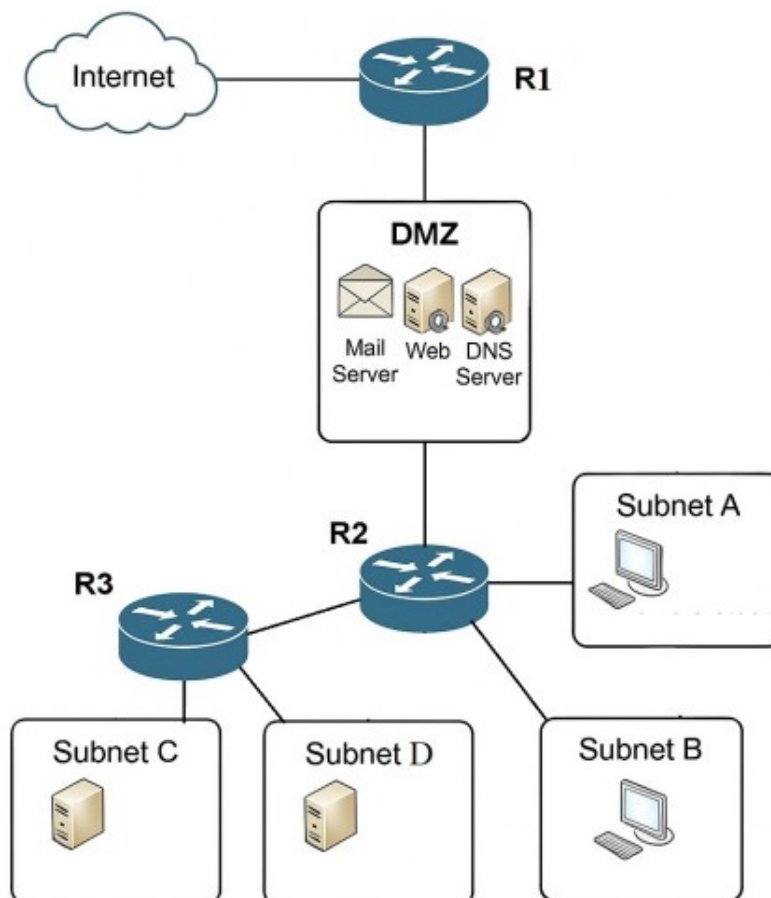 Internet
R1
DMZ
Mail
Server
Web
DNS
Server
Subnet A
R2
R3
Subnet C
Subnet D
Subnet B